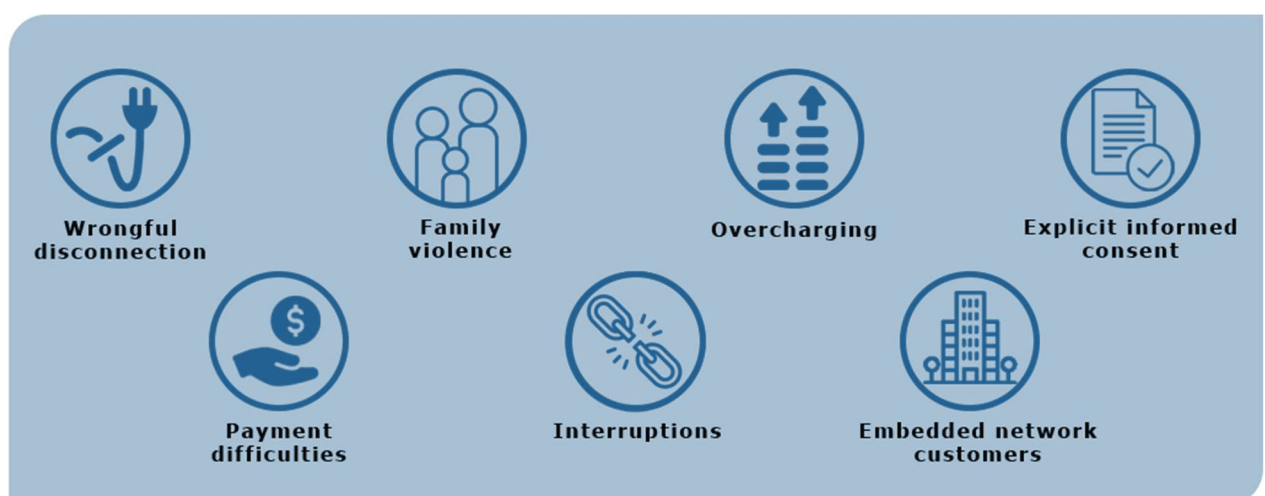 Wrongful
disconnection
Family
violence
Overcharging
Explicit informed
consent
$
Payment
difficulties
Interruptions
Embedded network
customers